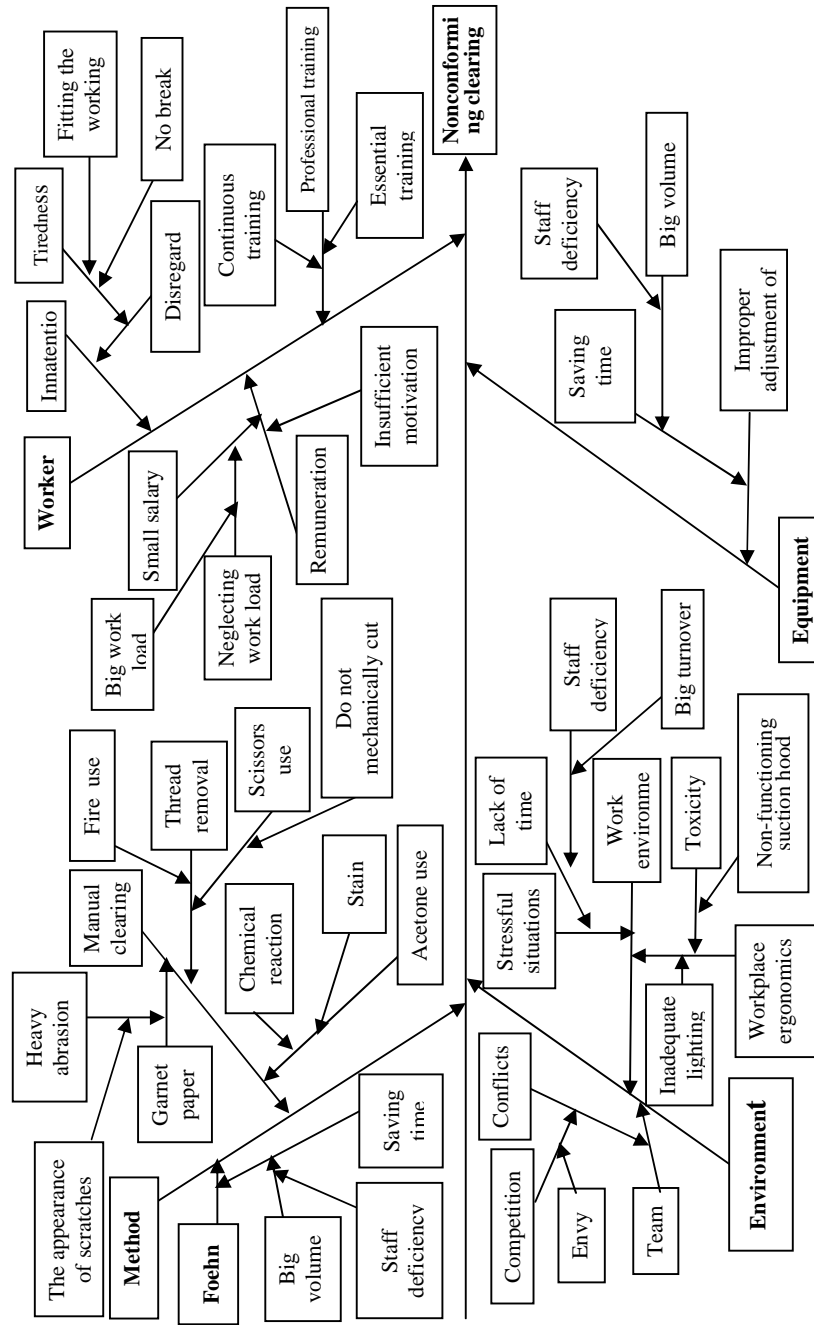 The appearance
of scratches
Heavy
abrasion
Garnet
paper
Manual
clearing
Fire use
Thread
removal
Scissors
use
Do not
mechanically cut
Chemical
reaction
Stain
Acetone use
Method
Foehn
Big
volume
Staff
deficiency
Saving
time
Worker
Innatentio
Tiredness
Fitting the
working
No break
Disregard
Continuous
training
Professional training
Essential
training
Big work
load
Small salary
Neglecting
work load
Remuneration
Insufficient
motivation
Nonconformi
ng clearing
Competition
Envy
Team
Conflicts
Environment
Stressful
situations
Lack of
time
Staff
deficiency
Big turnover
Work
environme
Toxicity
Non-functioning
suction hood
Inadequate
lighting
Workplace
ergonomics
Equipment
Saving
time
Staff
deficiency
Big volume
Improper
adjustment of